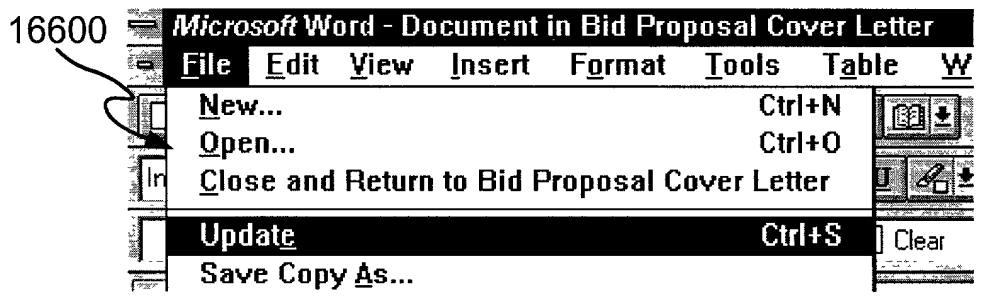 16600
Microsoft Word - Document in Bid Proposal Cover Letter
File Edit View Insert Format Tools Table W
New... Ctrl+N
Open... Ctrl+O
In
Close and Return to Bid Proposal Cover Letter
U
Update Ctrl+S
Clear
Save Copy As...